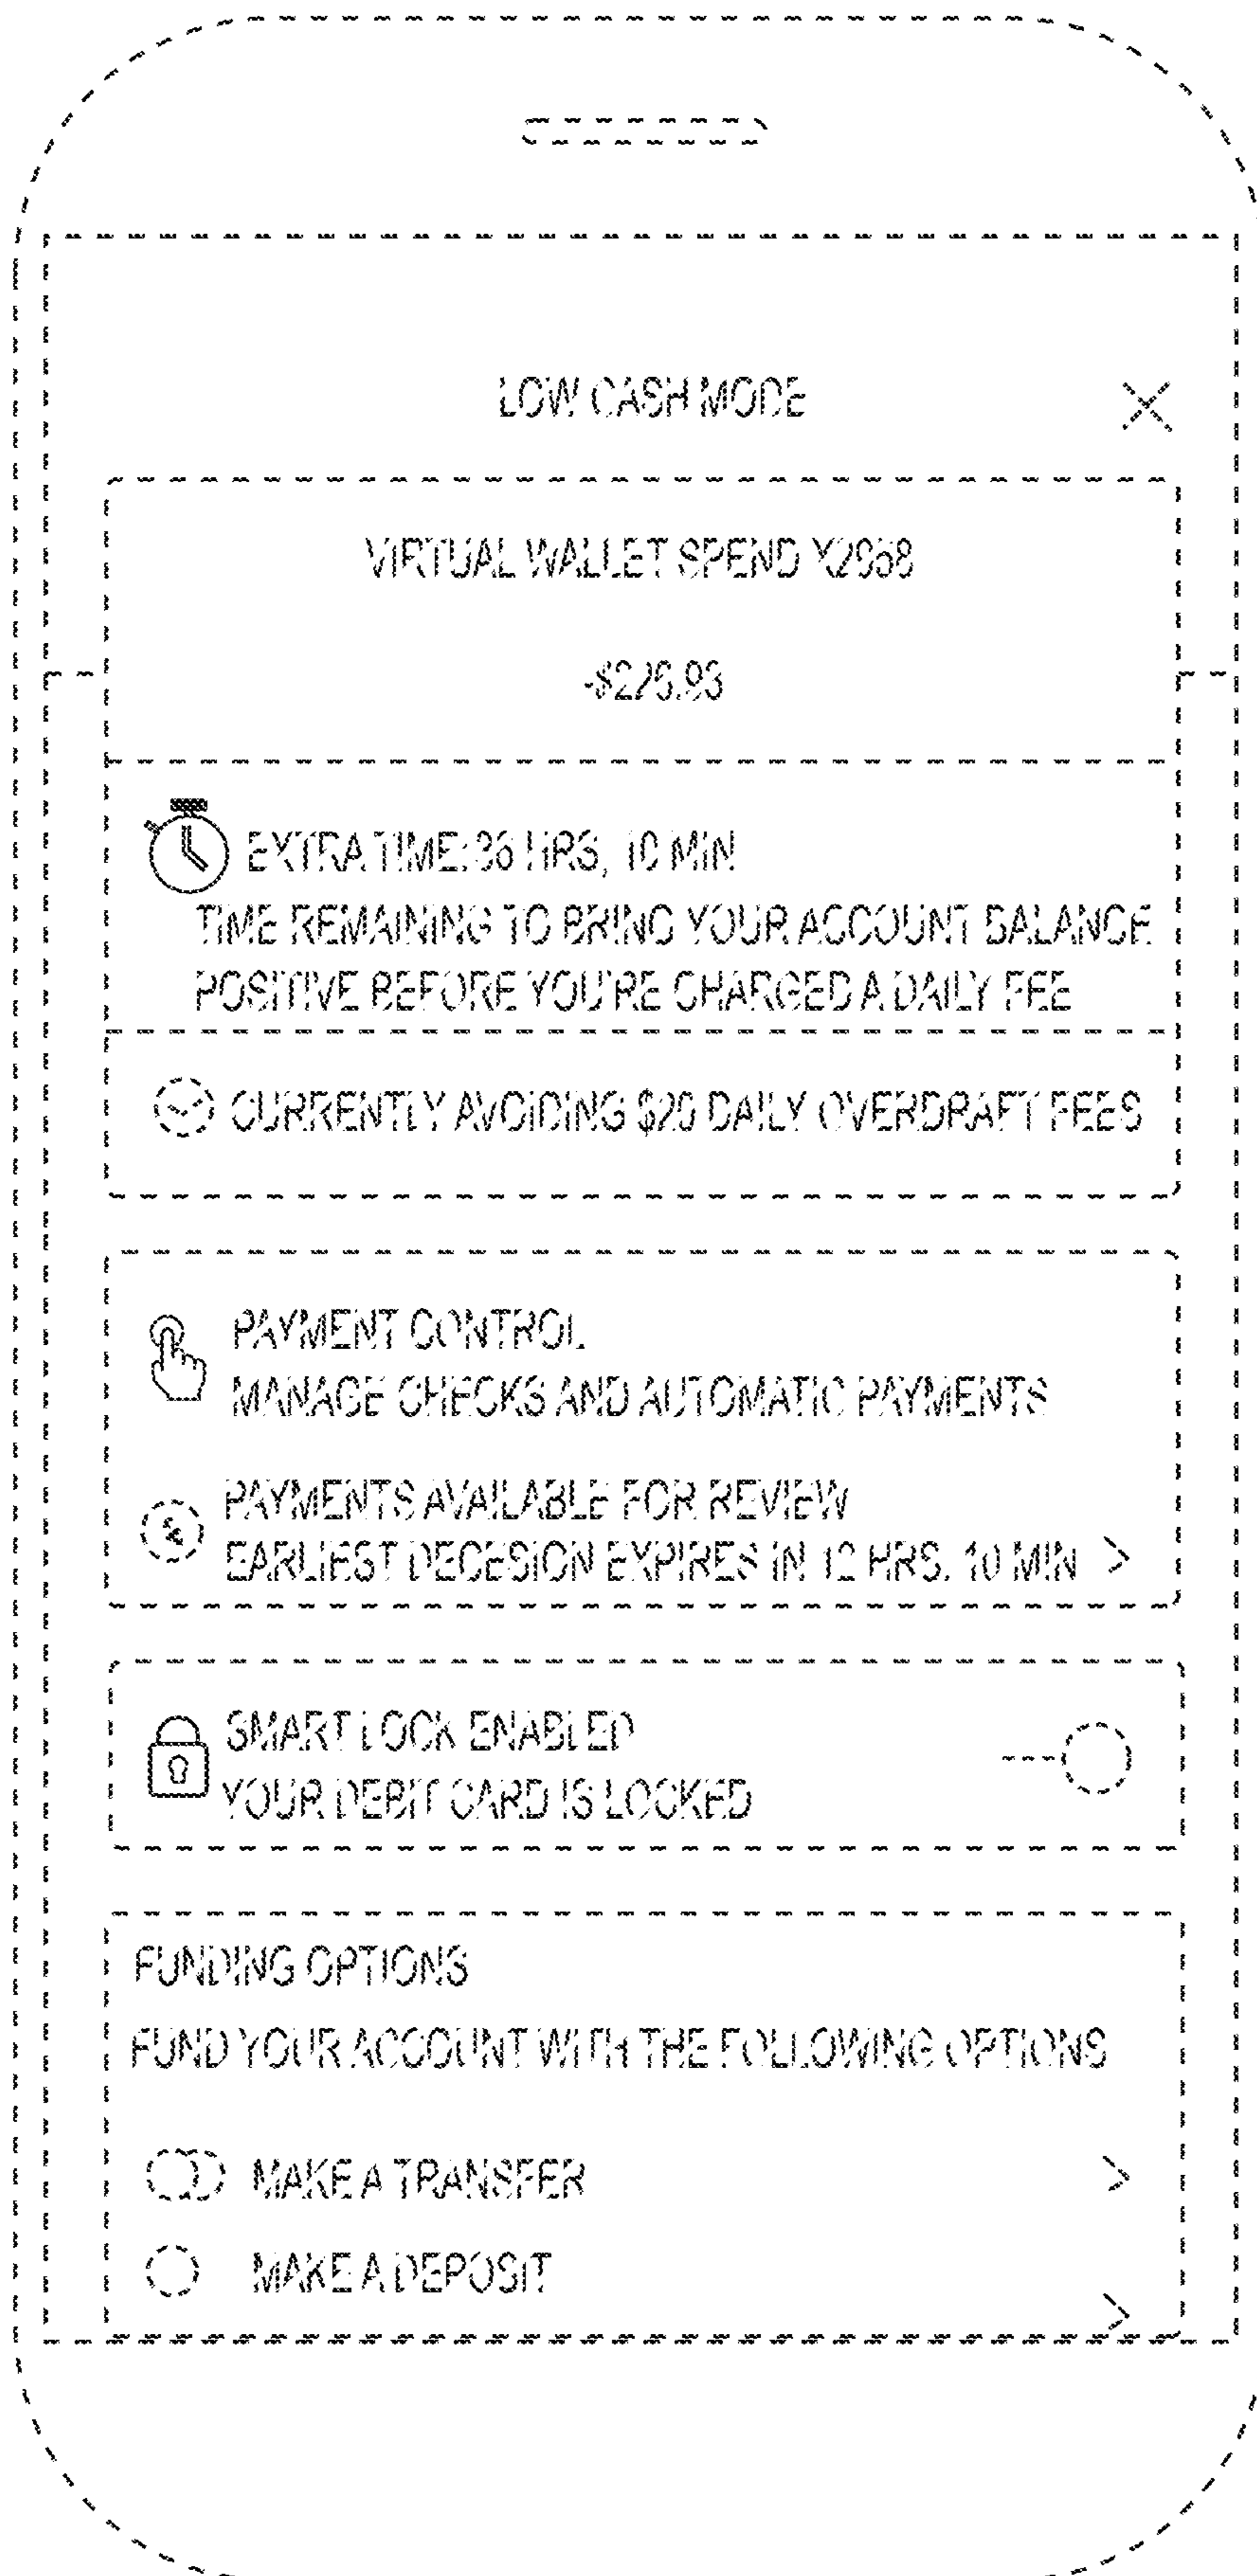 LOW CASH MODE
VIRTUAL WALLET SPEND X2958
-$226.93
EXTRA TIME: 36 HRS, 10 MIN
TIME REMAINING TO BRING YOUR ACCOUNT BALANCE
POSITIVE BEFORE YOU'RE CHARGED A DAILY FEE
CURRENTLY AVOIDING $20 DAILY OVERDRAFT FEES
PAYMENT CONTROL
MANAGE CHECKS AND AUTOMATIC PAYMENTS
PAYMENTS AVAILABLE FOR REVIEW
EARLIEST DECESION EXPIRES IN 12 HRS. 10 MIN
SMART LOCK ENABLED
YOUR DEBIT CARD IS LOCKED
FUNDING OPTIONS
FUND YOUR ACCOUNT WITH THE FOLLOWING OPTIONS
MAKE A TRANSFER
MAKE A DEPOSIT